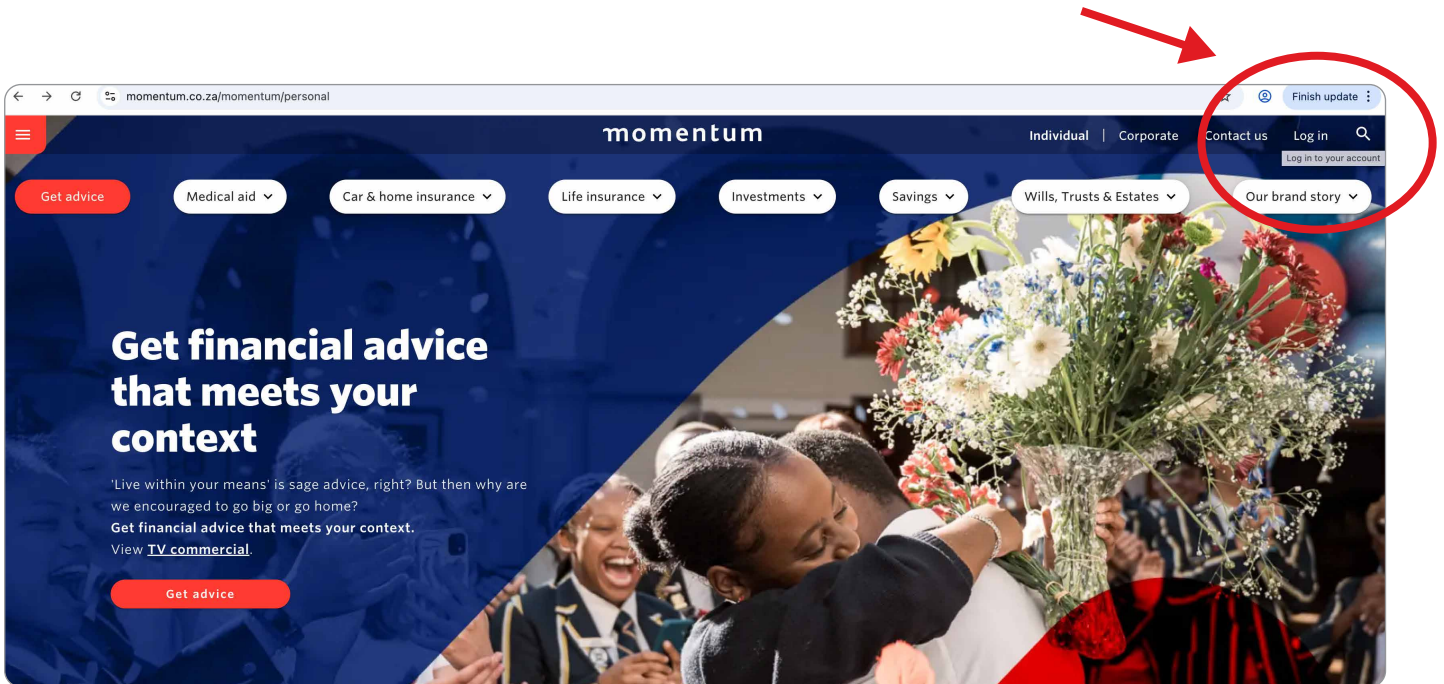 momentum.co.za/momentum/personal
Finish update
momentum
Individual | Corporate Contact us Log in
Log in to your account
Get advice Medical aid Car & home insurance Life insurance Investments Savings Wills, Trusts & Estates Our brand story
Get financial advice
that meets your
context
'Live within your means' is sage advice, right? But then why are
we encouraged to go big or go home?
Get financial advice that meets your context.
View TV commercial.
Get advice